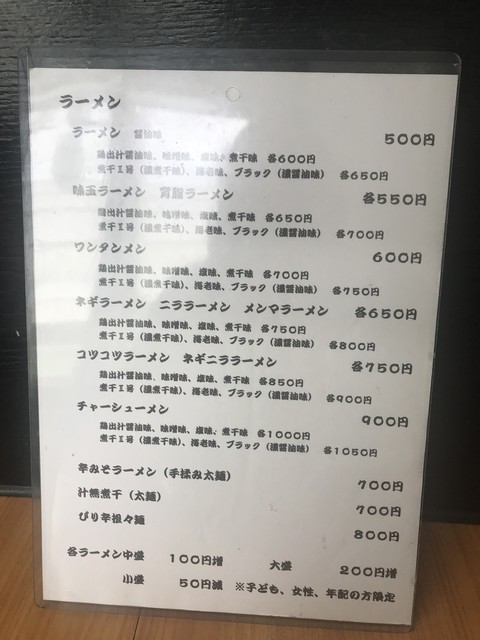 ラーメン
ラーメン 醤油味 500円
鶏出汁醤油味、味噌味、塩味、煮干味 各600円
煮干I号(濃煮干味)、海老味、ブラック(濃醤油味) 各650円
味玉ラーメン 背脂ラーメン 各550円
鶏出汁醤油味、味噌味、塩味、煮干味 各650円
煮干I号(濃煮干味)、海老味、ブラック(濃醤油味) 各700円
ワンタンメン 600円
鶏出汁醤油味、味噌味、塩味、煮干味 各700円
煮干I号(濃煮干味)、海老味、ブラック(濃醤油味) 各750円
ネギラーメン ニララーメン メンマラーメン 各650円
鶏出汁醤油味、味噌味、塩味、煮干味 各750円
煮干I号(濃煮干味)、海老味、ブラック(濃醤油味) 各800円
コツコツラーメン ネギニララーメン 各750円
鶏出汁醤油味、味噌味、塩味、煮干味 各850円
煮干I号(濃煮干味)、海老味、ブラック(濃醤油味) 各900円
チャーシューメン 900円
鶏出汁醤油味、味噌味、塩味、煮干味 各1000円
煮干I号(濃煮干味)、海老味、ブラック(濃醤油味) 各1050円
辛みそラーメン(手揉み太麺) 700円
汁無煮干(太麺) 700円
ぴり辛担々麺 800円
各ラーメン中盛 100円増 大盛 200円増
小盛 50円減 ※子ども、女性、年配の方限定